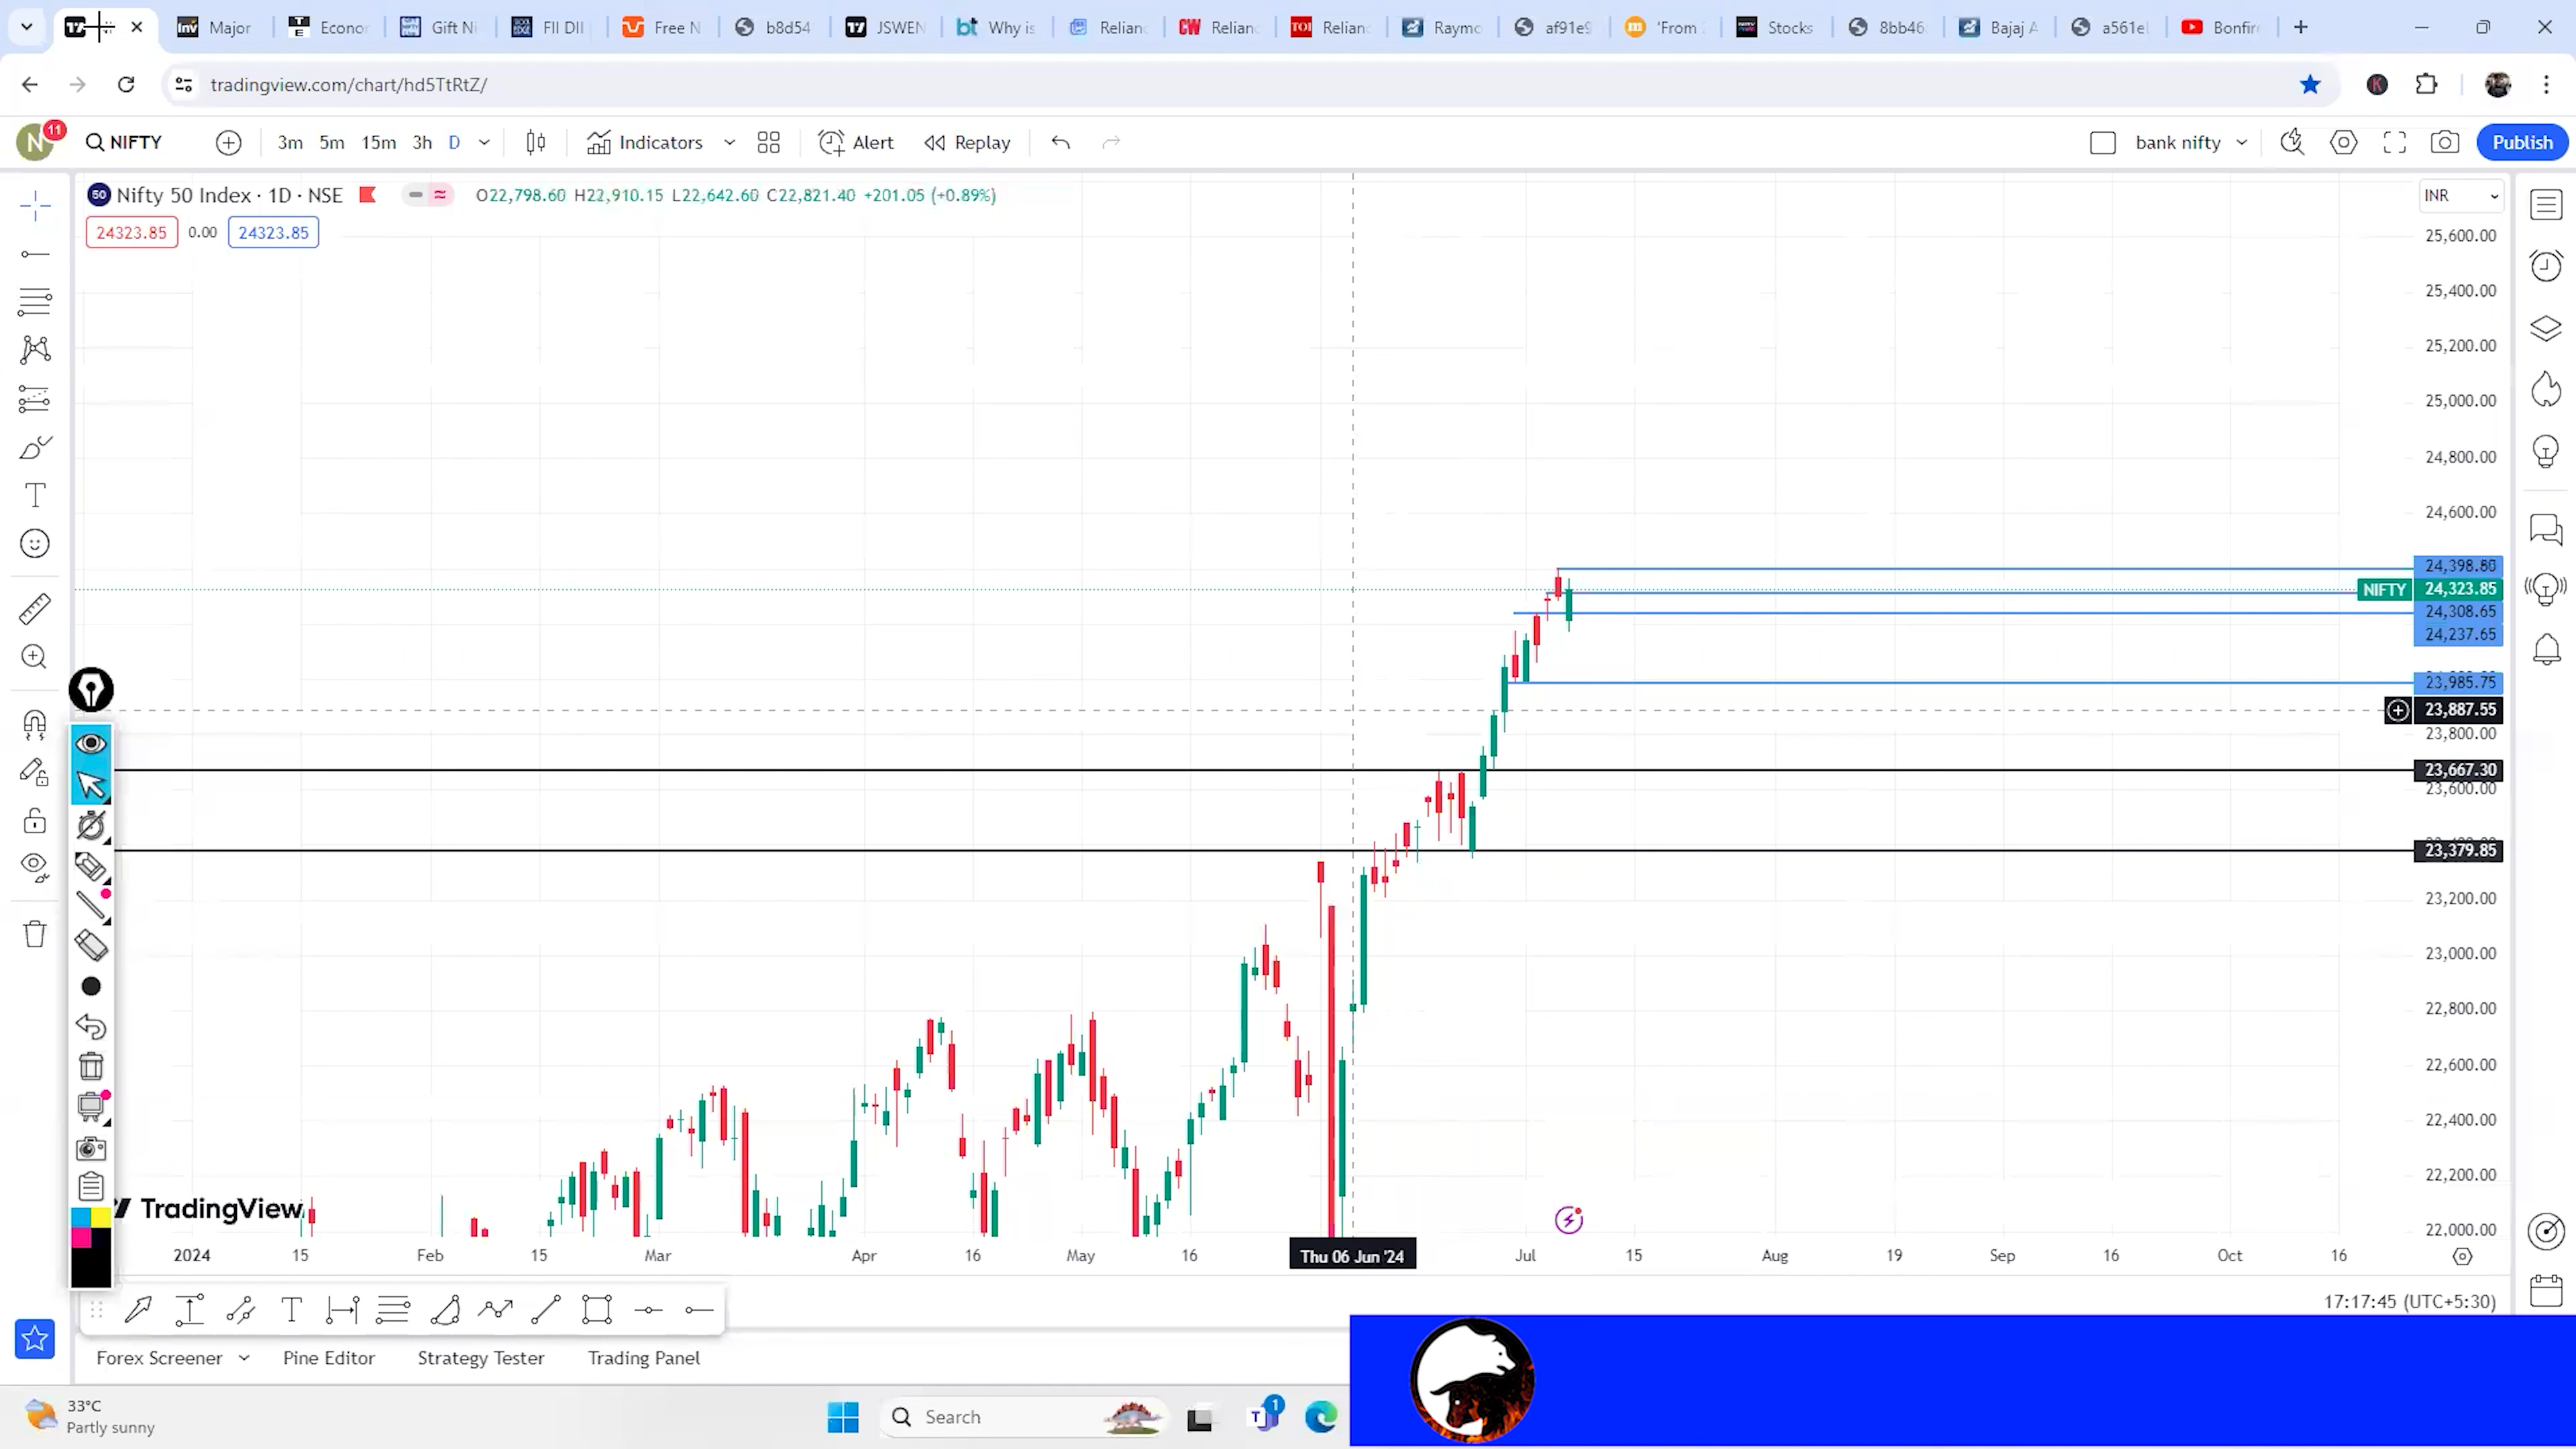 Major
Econor
Gift Ni
FII DII
Free N
b8d54
JSWEN
Why is
Relian
Relian
Relian
Raymo
af91e9
'From
Stocks
8bb46
Bajaj A
a561e
Bonfir
tradingview.com/chart/hd5TtRtZ/
N 11 NIFTY 3m 5m 15m 3h D Indicators Alert Replay bank nifty Publish
50 Nifty 50 Index · 1D · NSE O22,798.60 H22,910.15 L22,642.60 C22,821.40 +201.05 (+0.89%) INR
24323.85 0.00 24323.85
25,600.00
25,400.00
25,200.00
25,000.00
24,800.00
24,600.00
24,398.80
NIFTY 24,323.85
24,308.65
24,237.65
23,985.75
23,887.55
23,800.00
23,667.30
23,600.00
23,379.85
23,200.00
23,000.00
22,800.00
22,600.00
22,400.00
22,200.00
22,000.00
TradingView
2024 15 Feb 15 Mar Apr 16 May 16 Thu 06 Jun '24 Jul 15 Aug 19 Sep 16 Oct 16
17:17:45 (UTC+5:30)
Forex Screener Pine Editor Strategy Tester Trading Panel
33°C
Partly sunny
Search
1